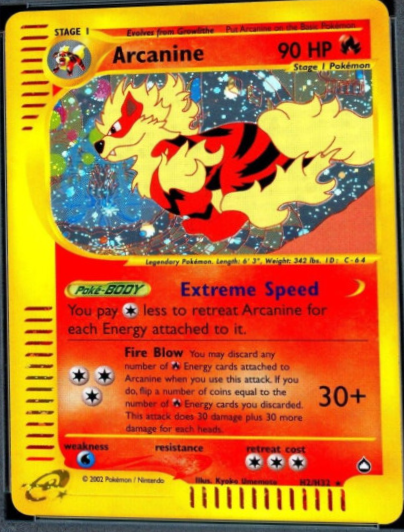 STAGE 1 Evolves from Growlithe Put Arcanine on the Basic Pokémon
Arcanine 90 HP
Stage 1 Pokémon
Legendary Pokémon. Length: 6' 3", Weight: 342 lbs. ID: C-64
Poké-BODY Extreme Speed
You pay less to retreat Arcanine for
each Energy attached to it.
Fire Blow You may discard any
number of Energy cards attached to
Arcanine when you use this attack. If you
do, flip a number of coins equal to the
number of Energy cards you discarded.
This attack does 30 damage plus 30 more
damage for each heads.
30+
weakness resistance retreat cost
© 2002 Pokémon / Nintendo Illus. Kyoko Umemoto H2/H32